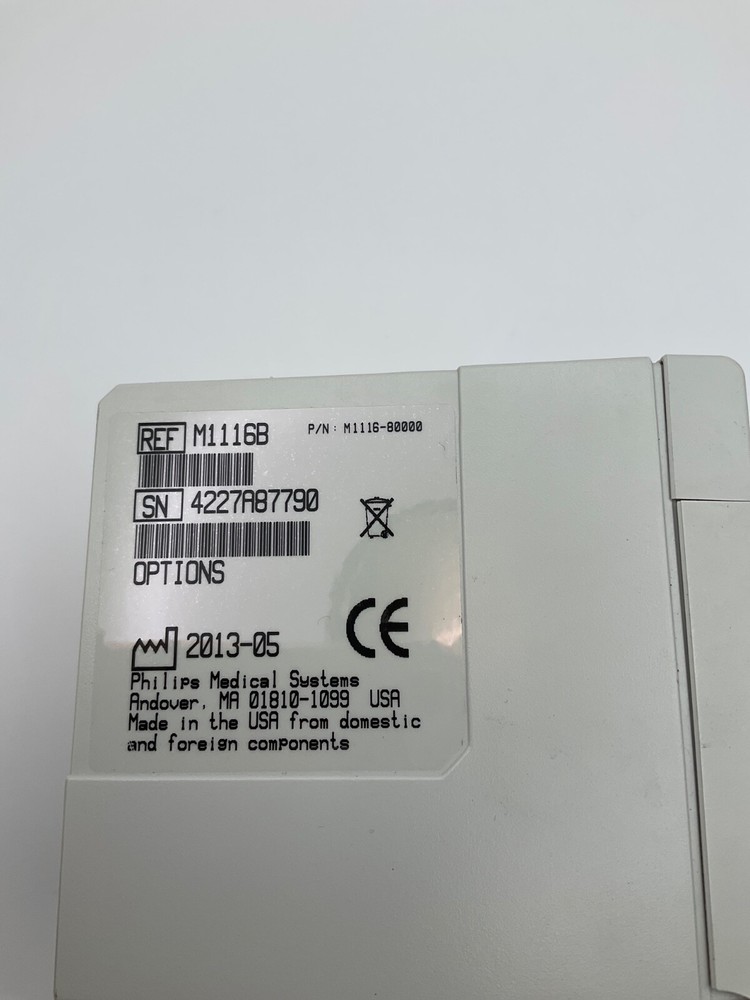 REF M1116B P/N: M1116-80000
SN 4227A87790
OPTIONS
2013-05 CE
Philips Medical Systems
Andover, MA 01810-1099 USA
Made in the USA from domestic
and foreign components